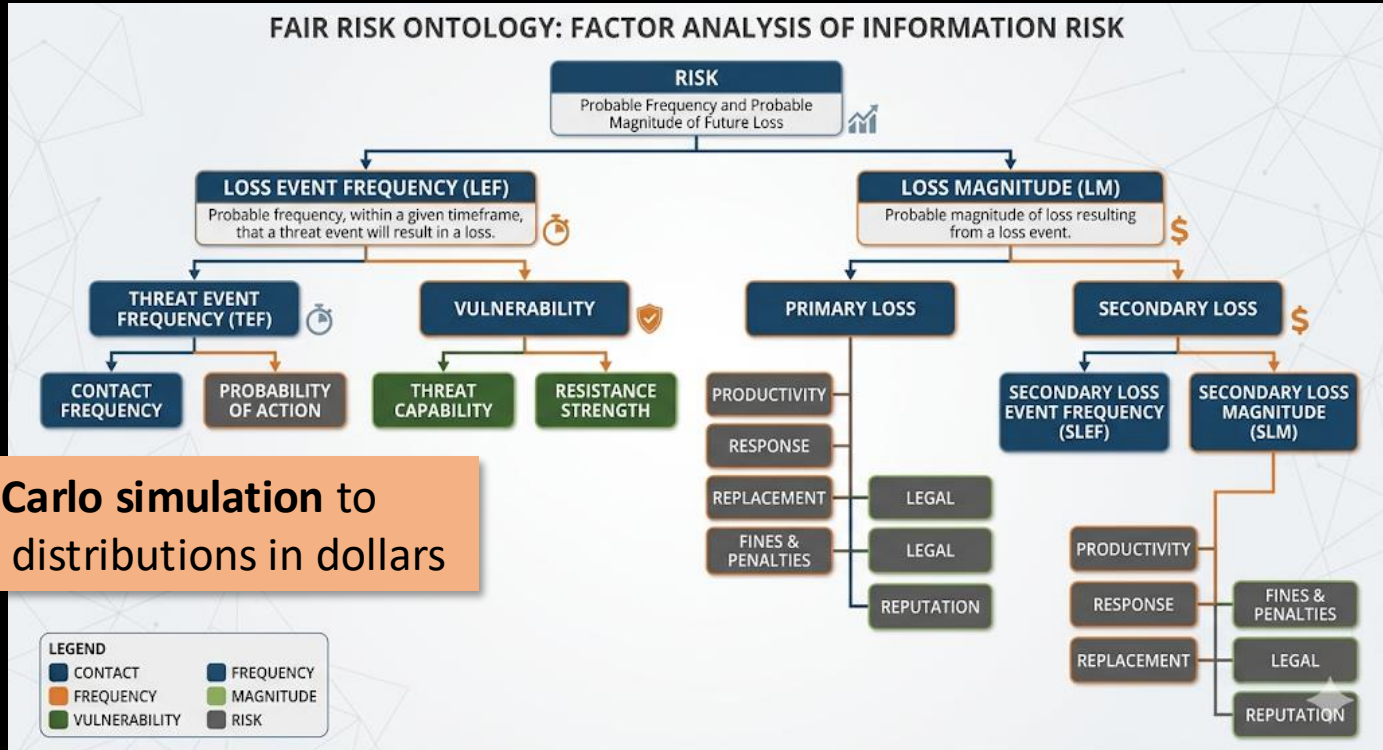 FAIR RISK ONTOLOGY: FACTOR ANALYSIS OF INFORMATION RISK
RISK
Probable Frequency and Probable
Magnitude of Future Loss
LOSS EVENT FREQUENCY (LEF)
Probable frequency, within a given timeframe,
that a threat event will result in a loss.
LOSS MAGNITUDE (LM)
Probable magnitude of loss resulting
from a loss event.
$
THREAT EVENT
FREQUENCY (TEF)
VULNERABILITY
PRIMARY LOSS
SECONDARY LOSS
$
CONTACT
FREQUENCY
PROBABILITY
OF ACTION
THREAT
CAPABILITY
RESISTANCE
STRENGTH
PRODUCTIVITY
RESPONSE
REPLACEMENT
LEGAL
FINES &
PENALTIES
LEGAL
REPUTATION
SECONDARY LOSS
EVENT FREQUENCY
(SLEF)
SECONDARY LOSS
MAGNITUDE
(SLM)
PRODUCTIVITY
RESPONSE
FINES &
PENALTIES
REPLACEMENT
LEGAL
REPUTATION
Carlo simulation to
distributions in dollars
LEGEND
CONTACT
FREQUENCY
FREQUENCY
MAGNITUDE
VULNERABILITY
RISK